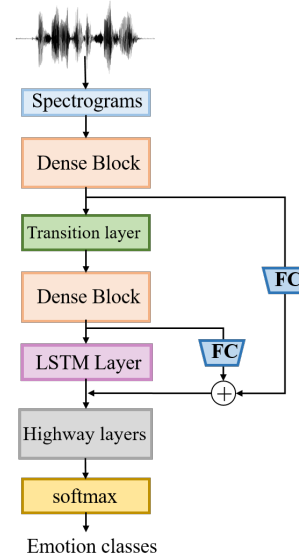 Spectrograms
Dense Block
Transition layer
FC
Dense Block
FC
LSTM Layer
+
Highway layers
softmax
Emotion classes